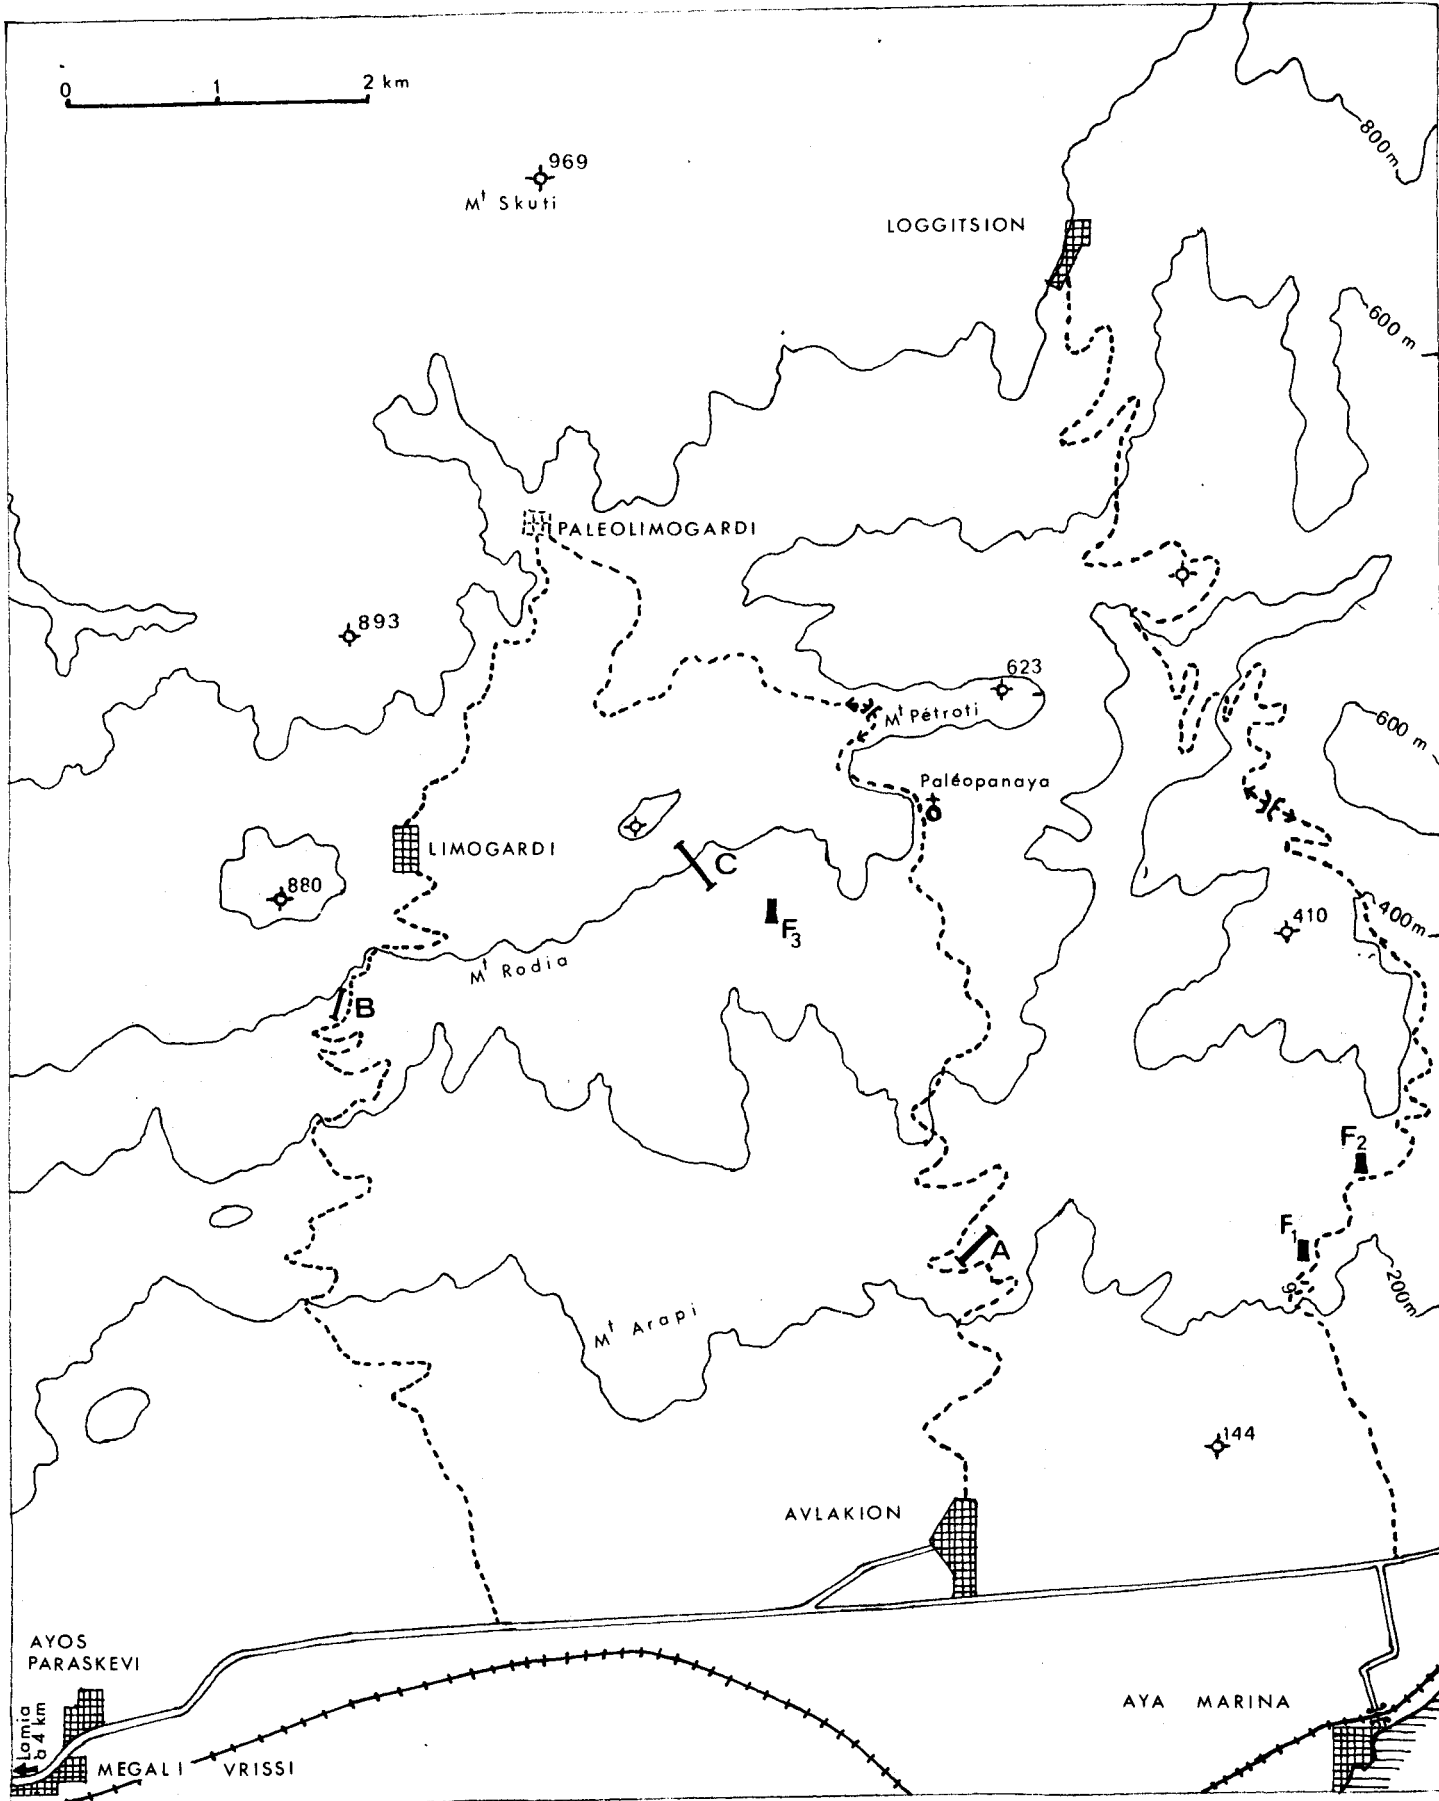 0 1 2 km
800m
969
Mt Skuti
LOGGITSION
600 m
PALEOLIMOGARDI
893
623
Mt Pétroti
600 m
Paléopanaya
LIMOGARDI
C
880
F3
410
400m
Mt Rodia
B
F2
F1
A
200m
Mt Arapi
144
AVLAKION
AYOS
PARASKEVI
Lamia
à 4 km
AYA MARINA
MEGALI VRISSI